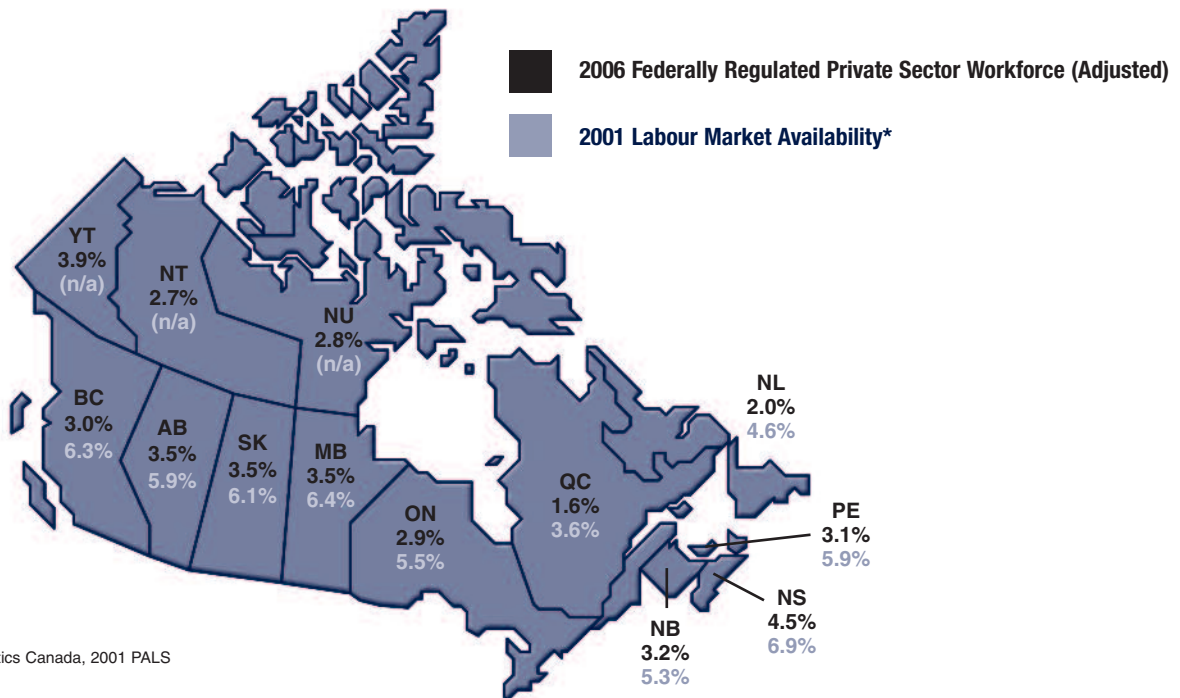 2006 Federally Regulated Private Sector Workforce (Adjusted)
2001 Labour Market Availability*
YT
3.9%
(n/a)
NT
2.7%
(n/a)
NU
2.8%
(n/a)
BC
3.0%
6.3%
AB
3.5%
5.9%
SK
3.5%
6.1%
MB
3.5%
6.4%
ON
2.9%
5.5%
QC
1.6%
3.6%
NL
2.0%
4.6%
PE
3.1%
5.9%
NS
4.5%
6.9%
NB
3.2%
5.3%
Canada, 2001 PALS